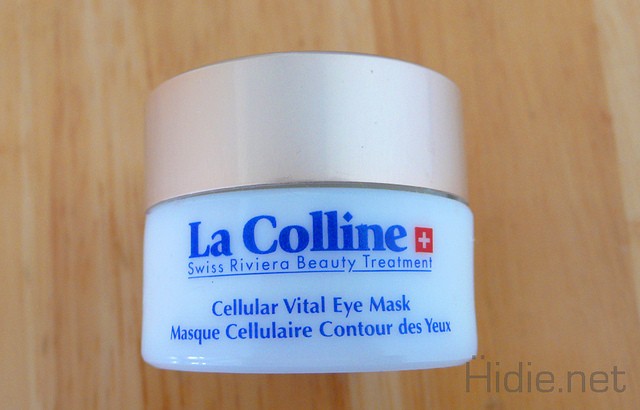 La Colline
Swiss Riviera Beauty Treatment
Cellular Vital Eye Mask
Masque Cellulaire Contour des Yeux
Hidie.net